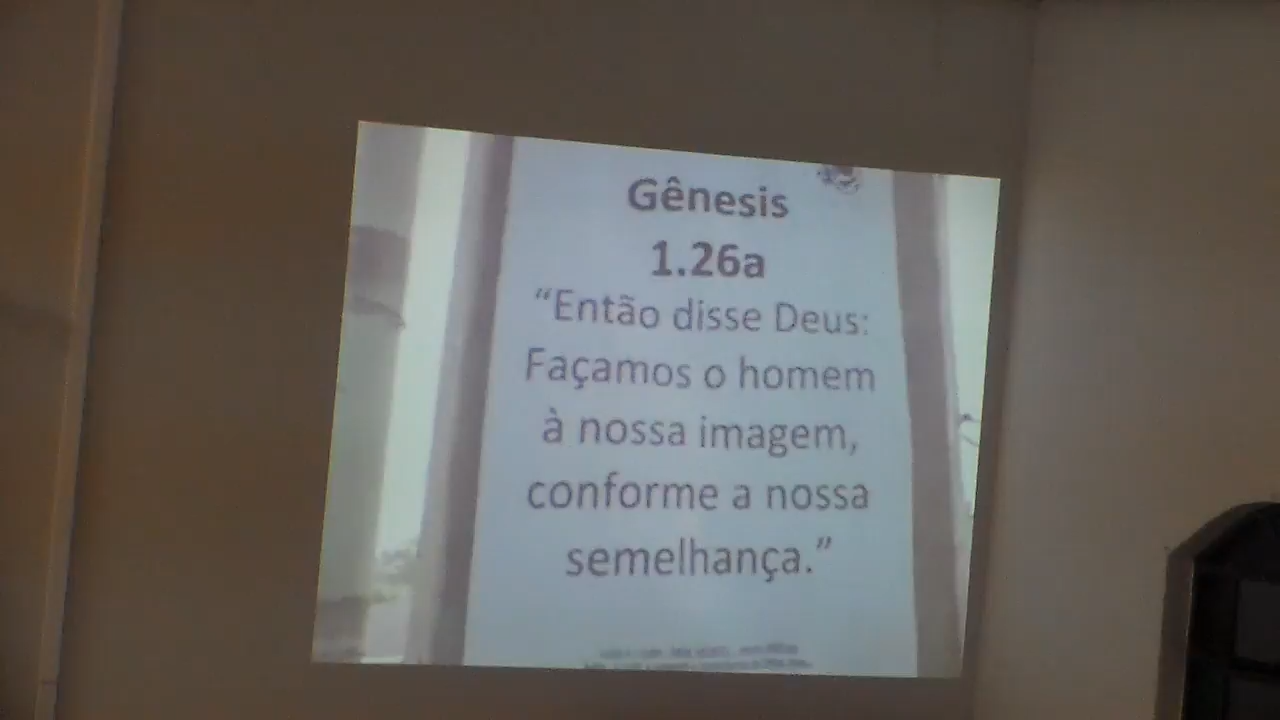 Gênesis
1.26a
“Então disse Deus:
Façamos o homem
à nossa imagem,
conforme a nossa
semelhança.”